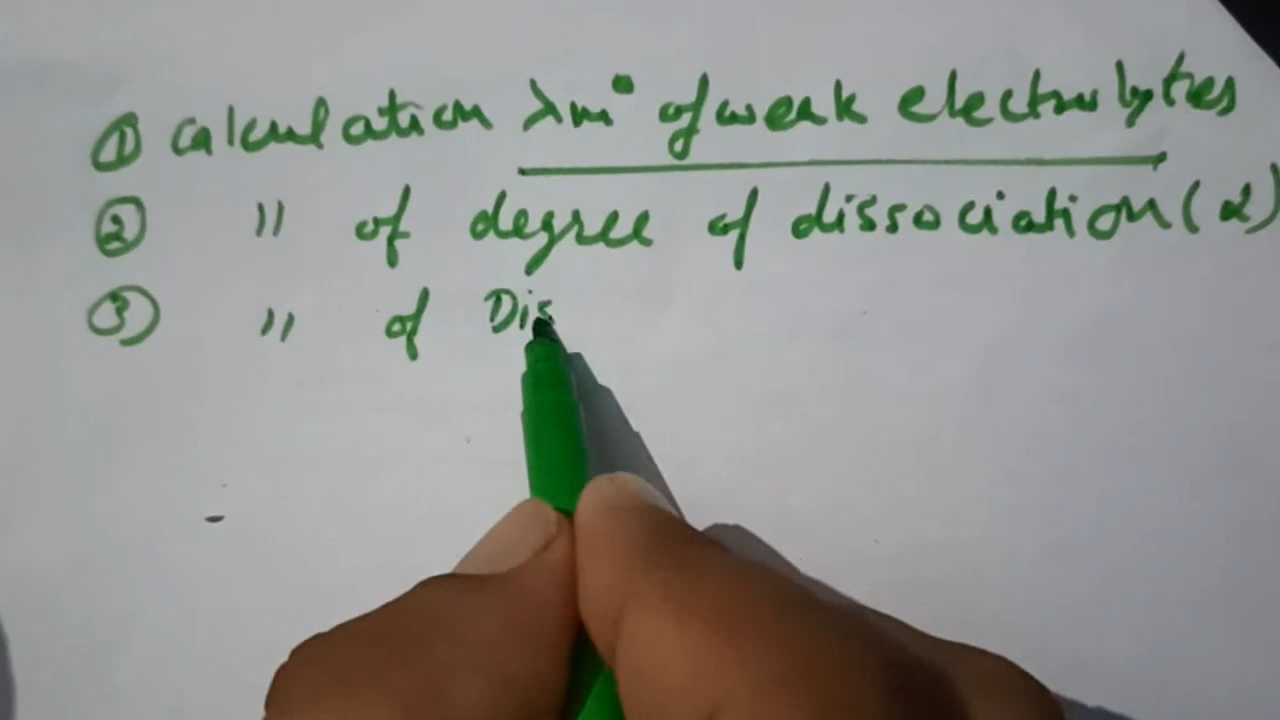 ① Calculation λm° of weak electrolytes
② " of degree of dissociation (α)
③ " of Dis